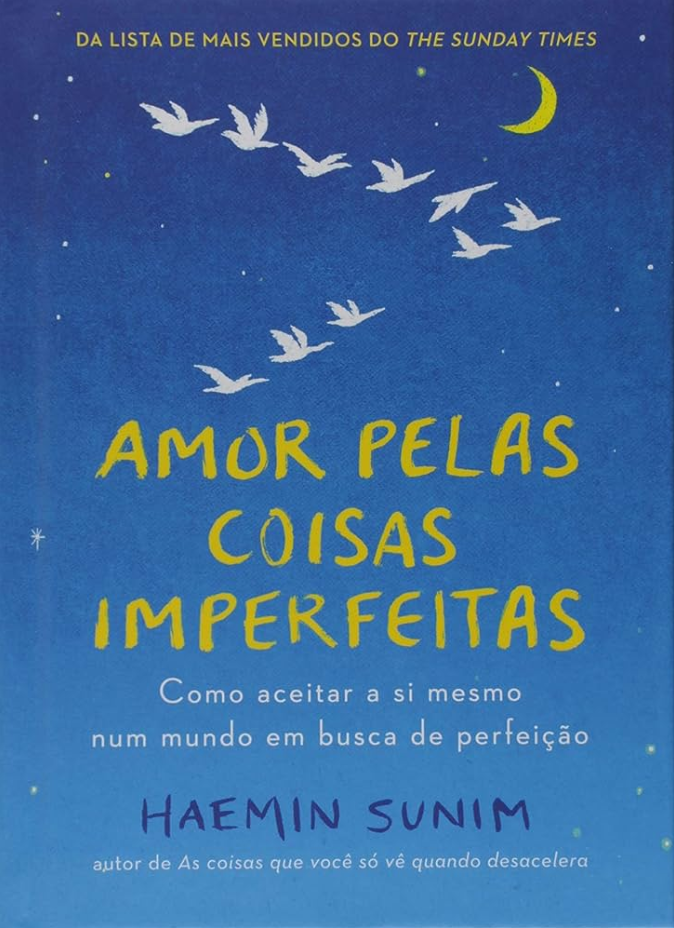 DA LISTA DE MAIS VENDIDOS DO THE SUNDAY TIMES
AMOR PELAS
COISAS
IMPERFEITAS
Como aceitar a si mesmo
num mundo em busca de perfeição
HAEMIN SUNIM
autor de As coisas que você só vê quando desacelera